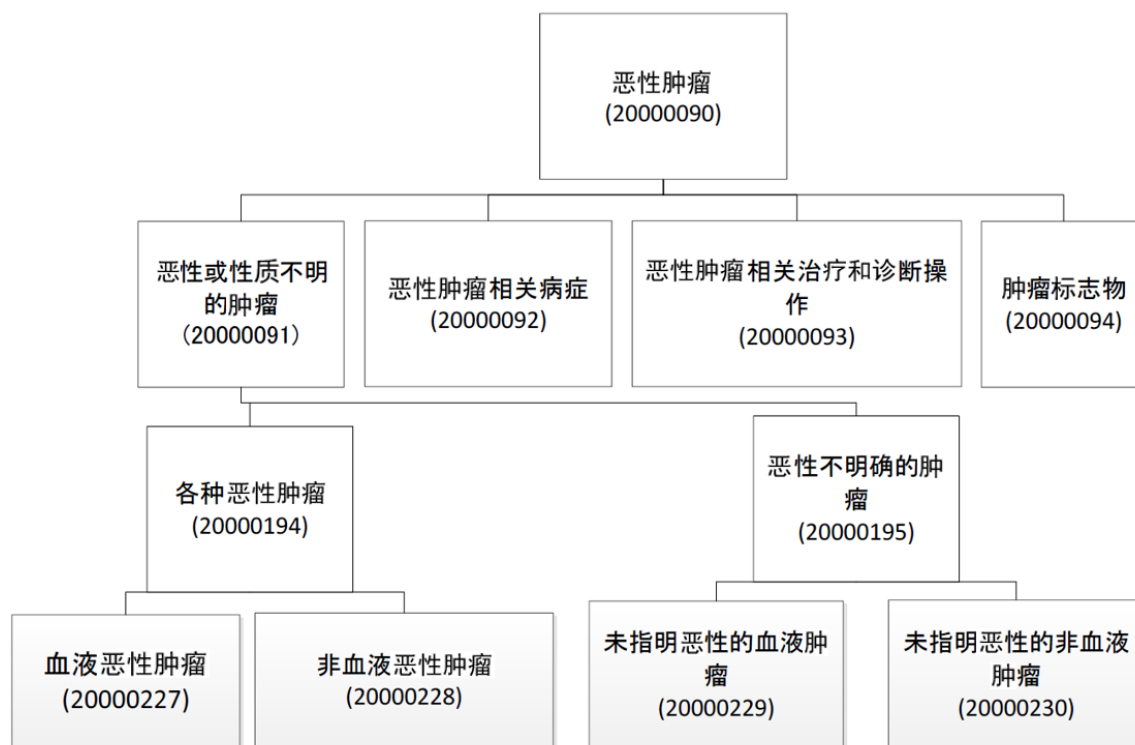 恶性肿瘤
(20000090)
恶性或性质不明
的肿瘤
（20000091）
恶性肿瘤相关病症
(20000092)
恶性肿瘤相关治疗和诊断操
作
(20000093)
肿瘤标志物
(20000094)
各种恶性肿瘤
(20000194)
恶性不明确的肿
瘤
(20000195)
血液恶性肿瘤
(20000227)
非血液恶性肿瘤
(20000228)
未指明恶性的血液肿
瘤
(20000229)
未指明恶性的非血液
肿瘤
(20000230)